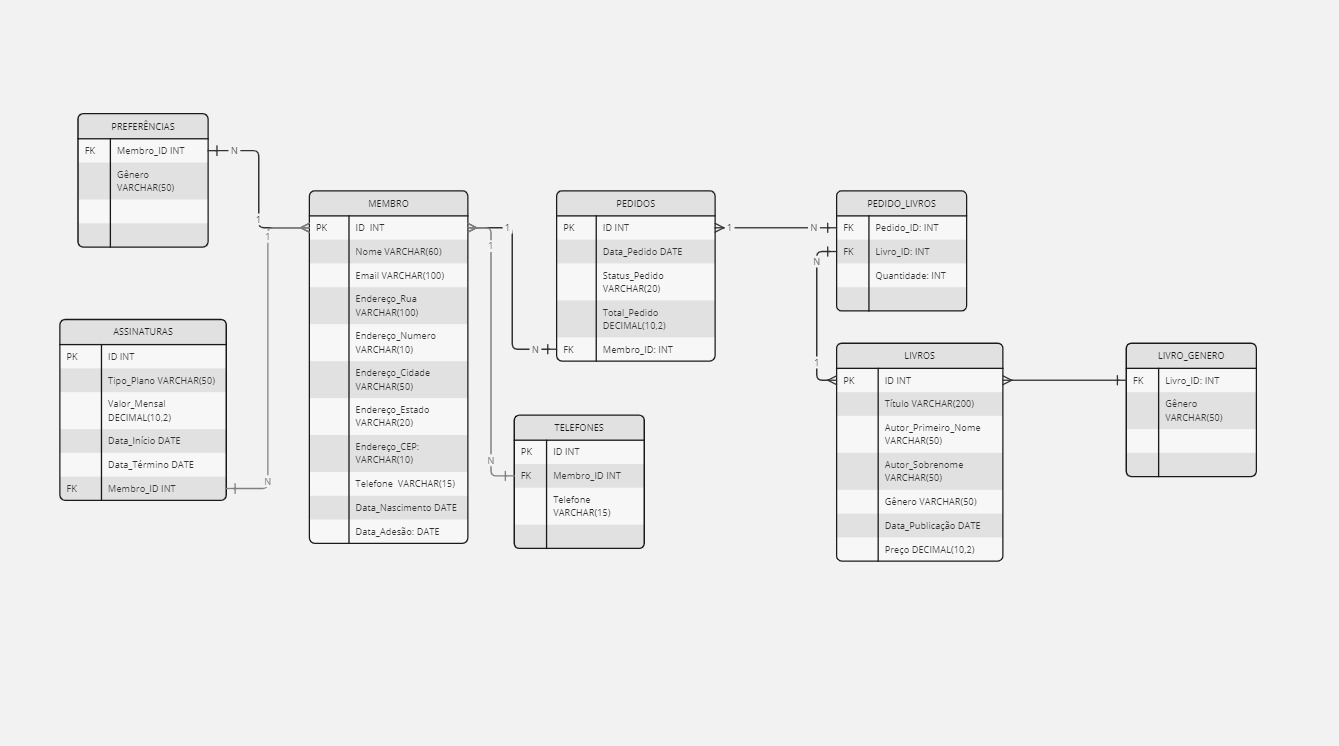 PREFERÊNCIAS
FK Membro_ID INT
Gênero
VARCHAR(50)
N
1
1
N
ASSINATURAS
PK ID INT
Tipo_Plano VARCHAR(50)
Valor_Mensal
DECIMAL(10,2)
Data_Início DATE
Data_Término DATE
FK Membro_ID INT
MEMBRO
PK ID INT
Nome VARCHAR(60)
Email VARCHAR(100)
Endereço_Rua
VARCHAR(100)
Endereço_Numero
VARCHAR(10)
Endereço_Cidade
VARCHAR(50)
Endereço_Estado
VARCHAR(20)
Endereço_CEP:
VARCHAR(10)
Telefone VARCHAR(15)
Data_Nascimento DATE
Data_Adesão: DATE
1
1
N
N
PEDIDOS
PK ID INT
Data_Pedido DATE
Status_Pedido
VARCHAR(20)
Total_Pedido
DECIMAL(10,2)
FK Membro_ID: INT
TELEFONES
PK ID INT
FK Membro_ID INT
Telefone
VARCHAR(15)
1
N
N
1
PEDIDO_LIVROS
FK Pedido_ID: INT
FK Livro_ID: INT
Quantidade: INT
LIVROS
PK ID INT
Título VARCHAR(200)
Autor_Primeiro_Nome
VARCHAR(50)
Autor_Sobrenome
VARCHAR(50)
Gênero VARCHAR(50)
Data_Publicação DATE
Preço DECIMAL(10,2)
LIVRO_GENERO
FK Livro_ID: INT
Gênero
VARCHAR(50)